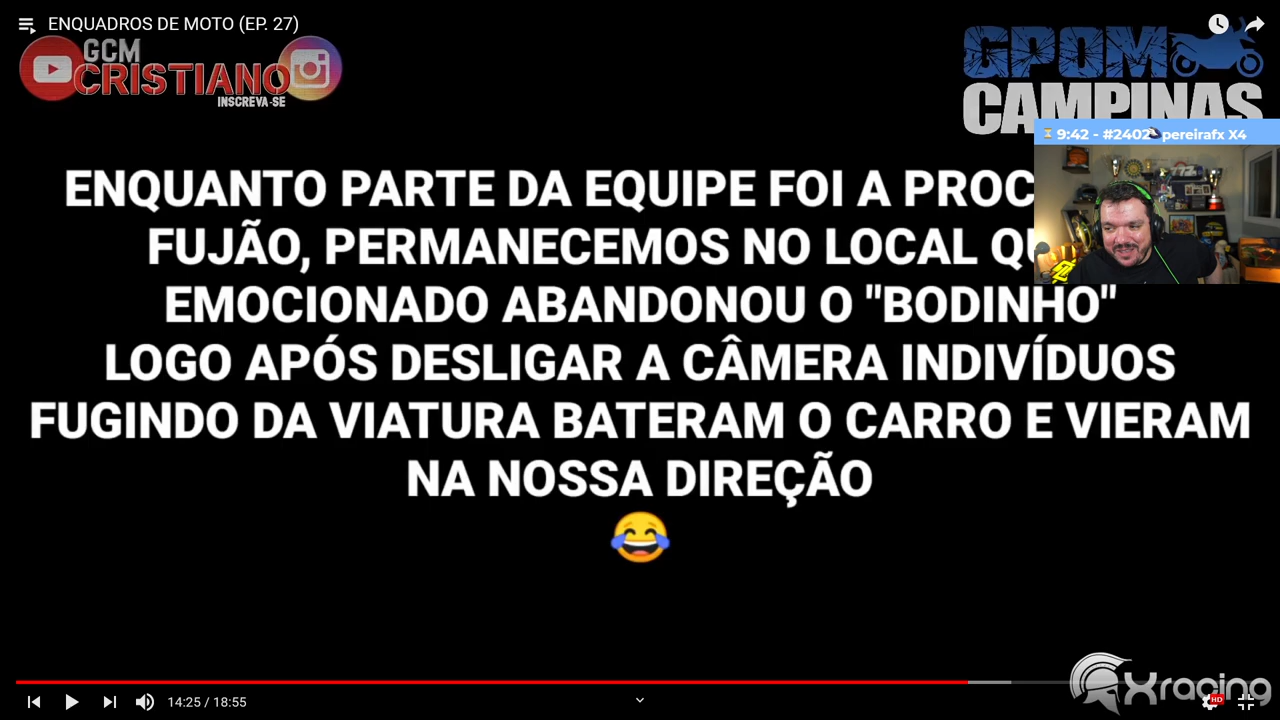 ENQUADROS DE MOTO (EP. 27)
GCM
CRISTIANO
INSCREVA-SE
GPOM
CAMPINAS
9:42 - #2402 pereirafx X4
ENQUANTO PARTE DA EQUIPE FOI A PROC
FUJÃO, PERMANECEMOS NO LOCAL QU
EMOCIONADO ABANDONOU O "BODINHO"
LOGO APÓS DESLIGAR A CÂMERA INDIVÍDUOS
FUGINDO DA VIATURA BATERAM O CARRO E VIERAM
NA NOSSA DIREÇÃO
Xracing
14:25 / 18:55
HD